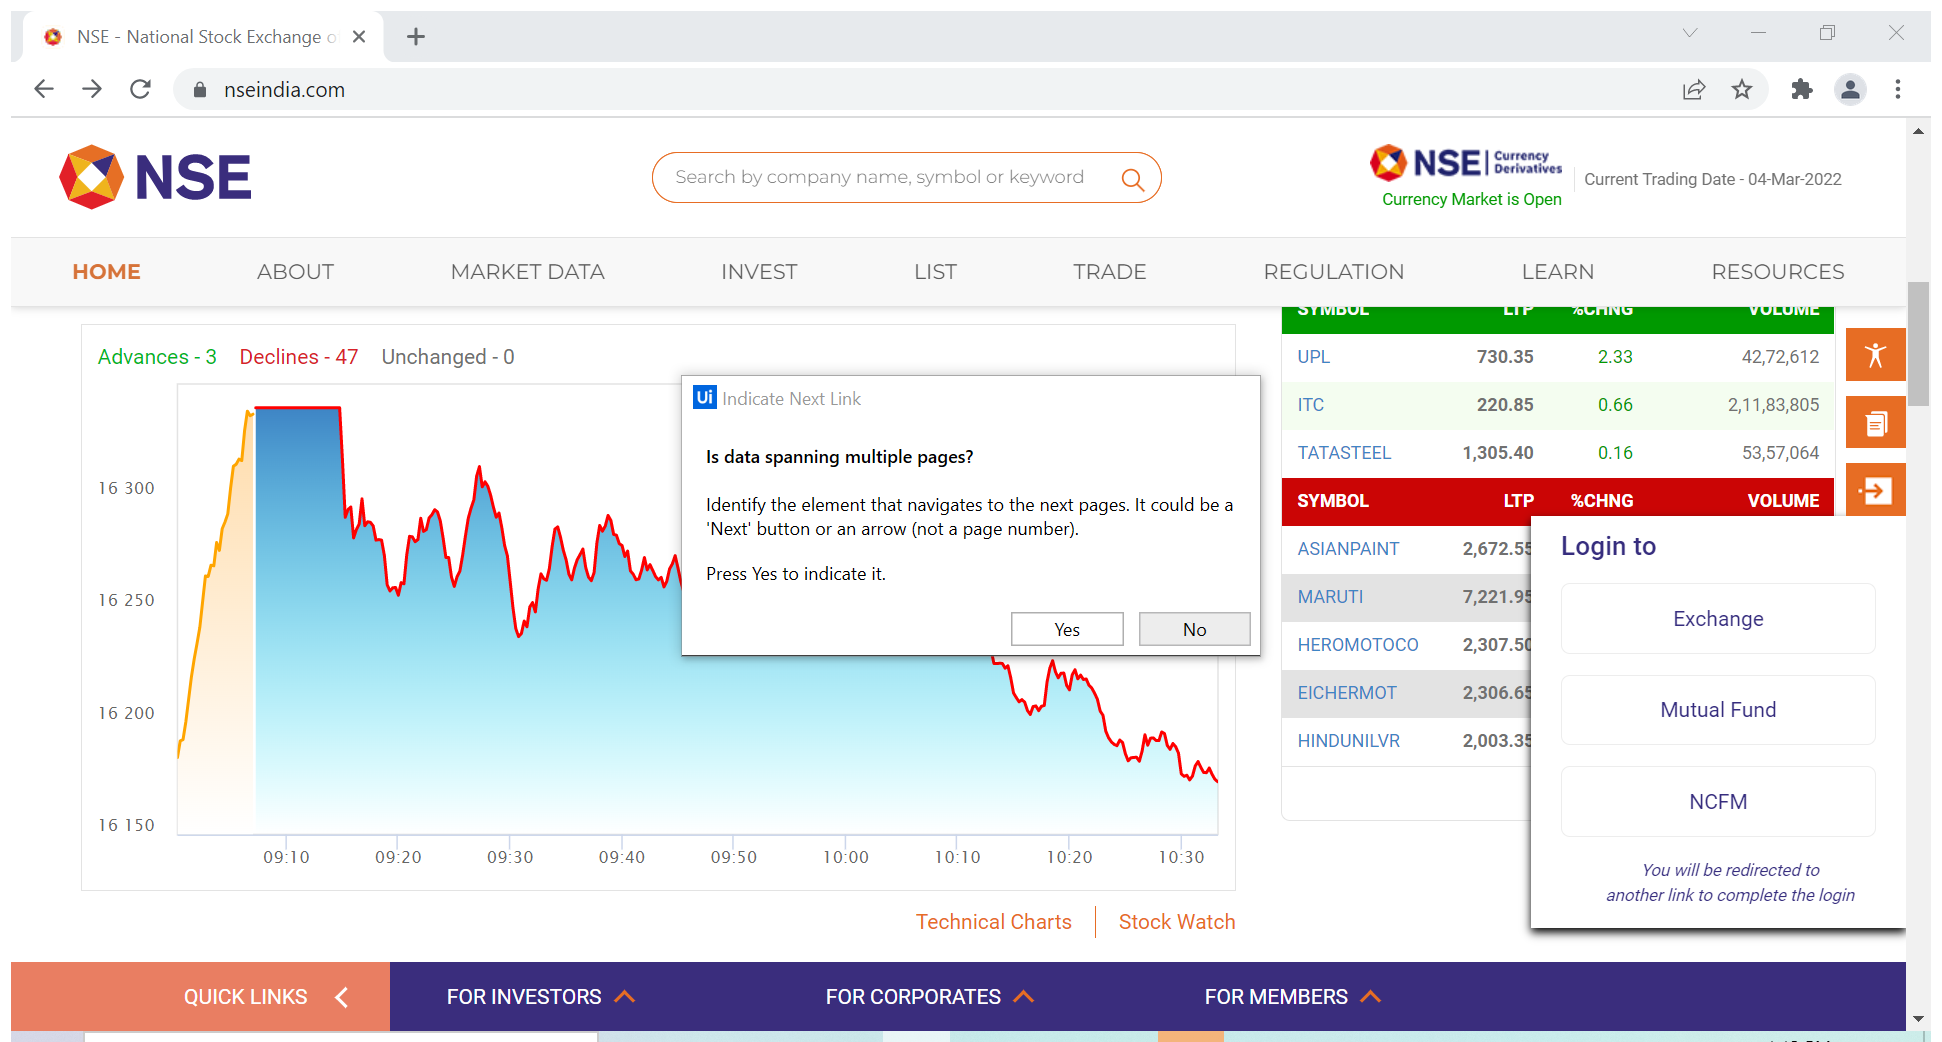 NSE - National Stock Exchange o
nseindia.com
NSE
Search by company name, symbol or keyword
NSE Currency Derivatives
Currency Market is Open
Current Trading Date - 04-Mar-2022
HOME ABOUT MARKET DATA INVEST LIST TRADE REGULATION LEARN RESOURCES
Advances - 3 Declines - 47 Unchanged - 0
16 300
16 250
16 200
16 150
09:10 09:20 09:30 09:40 09:50 10:00 10:10 10:20 10:30
Ui Indicate Next Link
Is data spanning multiple pages?
Identify the element that navigates to the next pages. It could be a
'Next' button or an arrow (not a page number).
Press Yes to indicate it.
Yes No
SYMBOL LTP %CHNG VOLUME
UPL 730.35 2.33 42,72,612
ITC 220.85 0.66 2,11,83,805
TATASTEEL 1,305.40 0.16 53,57,064
SYMBOL LTP %CHNG VOLUME
ASIANPAINT 2,672.55
MARUTI 7,221.95
HEROMOTOCO 2,307.50
EICHERMOT 2,306.65
HINDUNILVR 2,003.35
Login to
Exchange
Mutual Fund
NCFM
You will be redirected to
another link to complete the login
Technical Charts Stock Watch
QUICK LINKS FOR INVESTORS FOR CORPORATES FOR MEMBERS